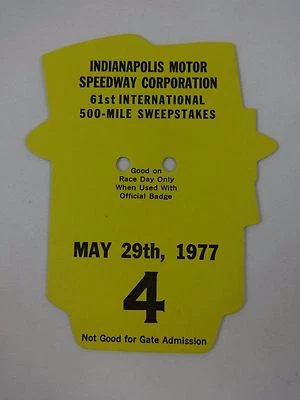 INDIANAPOLIS MOTOR
SPEEDWAY CORPORATION
61st INTERNATIONAL
500-MILE SWEEPSTAKES
Good on
Race Day Only
When Used With
Official Badge
MAY 29th, 1977
4
Not Good for Gate Admission